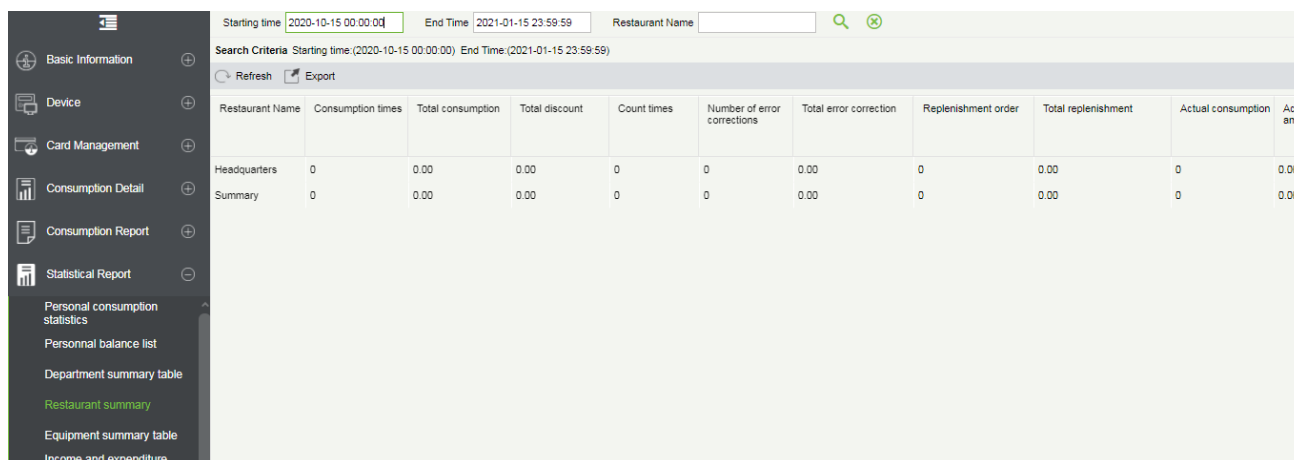 Starting time 2020-10-15 00:00:00 End Time 2021-01-15 23:59:59 Restaurant Name
Search Criteria Starting time:(2020-10-15 00:00:00) End Time:(2021-01-15 23:59:59)
Refresh Export
Basic Information
Device
Card Management
Consumption Detail
Consumption Report
Statistical Report
Personal consumption
statistics
Personnal balance list
Department summary table
Restaurant summary
Equipment summary table
Income and expenditure
Restaurant Name Consumption times Total consumption Total discount Count times Number of error corrections Total error correction Replenishment order Total replenishment Actual consumption
Headquarters 0 0.00 0.00 0 0 0.00 0 0.00 0
Summary 0 0.00 0.00 0 0 0.00 0 0.00 0